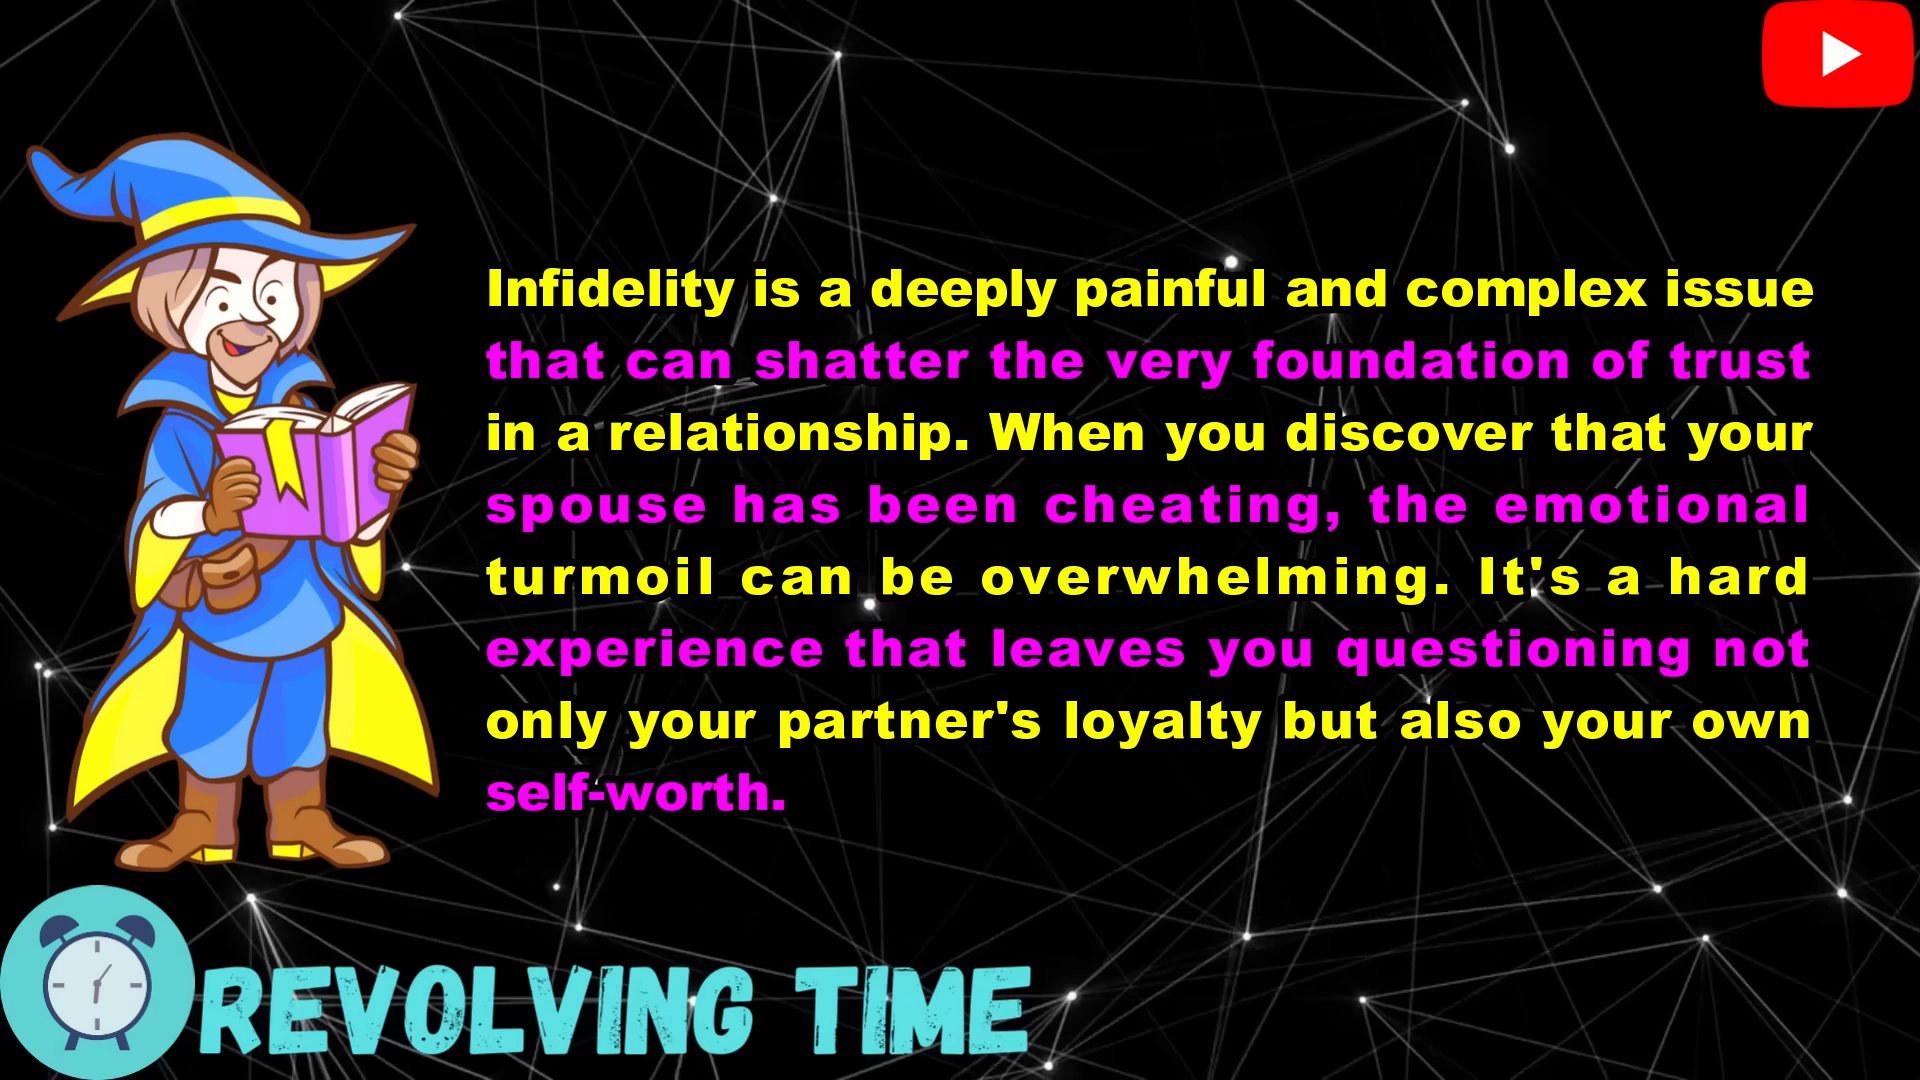 Infidelity is a deeply painful and complex issue
that can shatter the very foundation of trust
in a relationship. When you discover that your
spouse has been cheating, the emotional
turmoil can be overwhelming. It's a hard
experience that leaves you questioning not
only your partner's loyalty but also your own
self-worth.
REVOLVING TIME